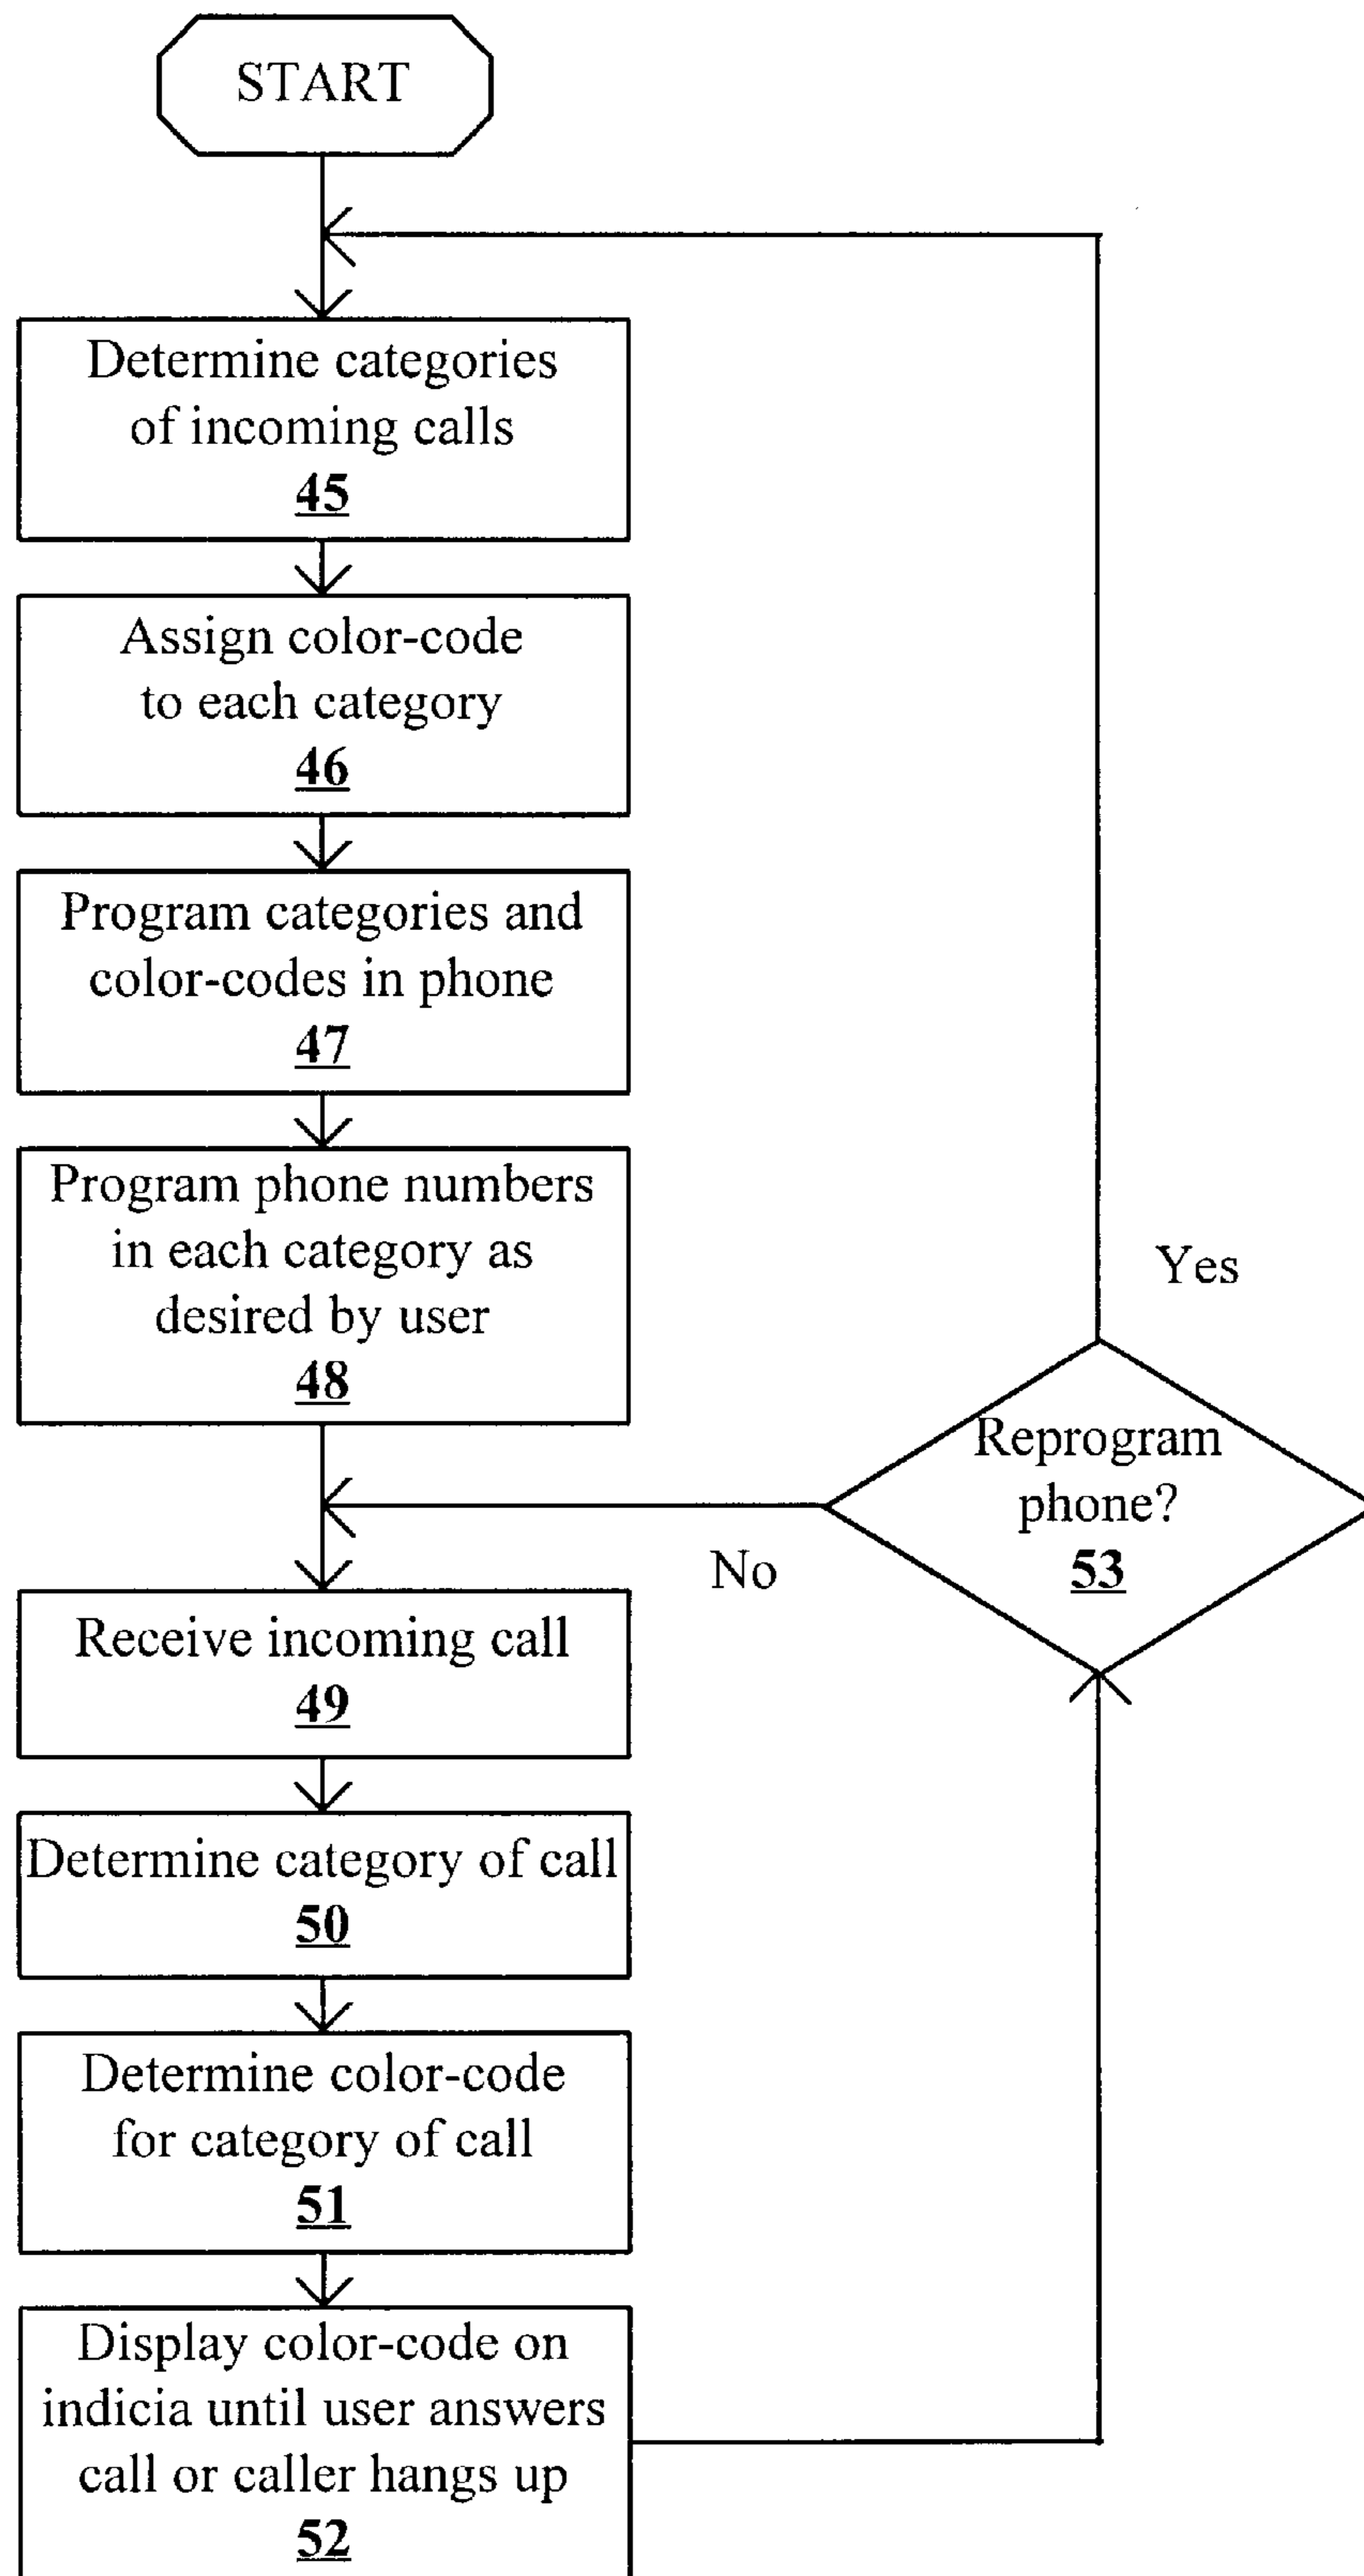 START
Determine categories
of incoming calls
45
Assign color-code
to each category
46
Program categories and
color-codes in phone
47
Program phone numbers
in each category as
desired by user
48
Yes
Reprogram
phone?
53
No
Receive incoming call
49
Determine category of call
50
Determine color-code
for category of call
51
Display color-code on
indicia until user answers
call or caller hangs up
52